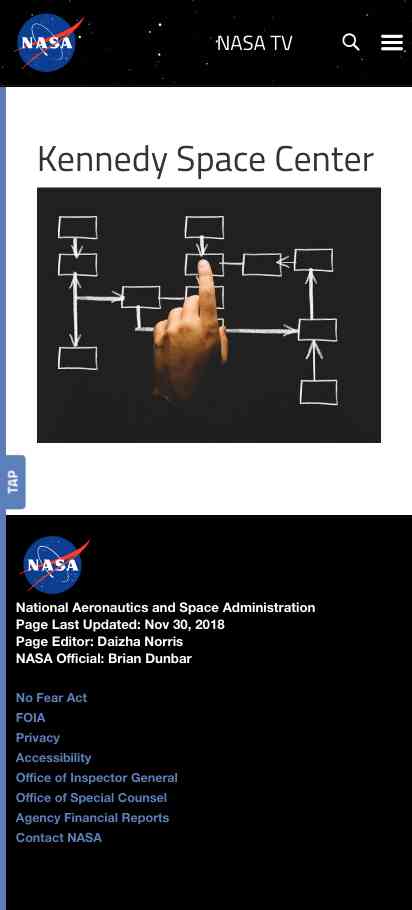 NASA
NASA TV
Kennedy Space Center
TAP
NASA
National Aeronautics and Space Administration
Page Last Updated: Nov 30, 2018
Page Editor: Daizha Norris
NASA Official: Brian Dunbar
No Fear Act
FOIA
Privacy
Accessibility
Office of Inspector General
Office of Special Counsel
Agency Financial Reports
Contact NASA